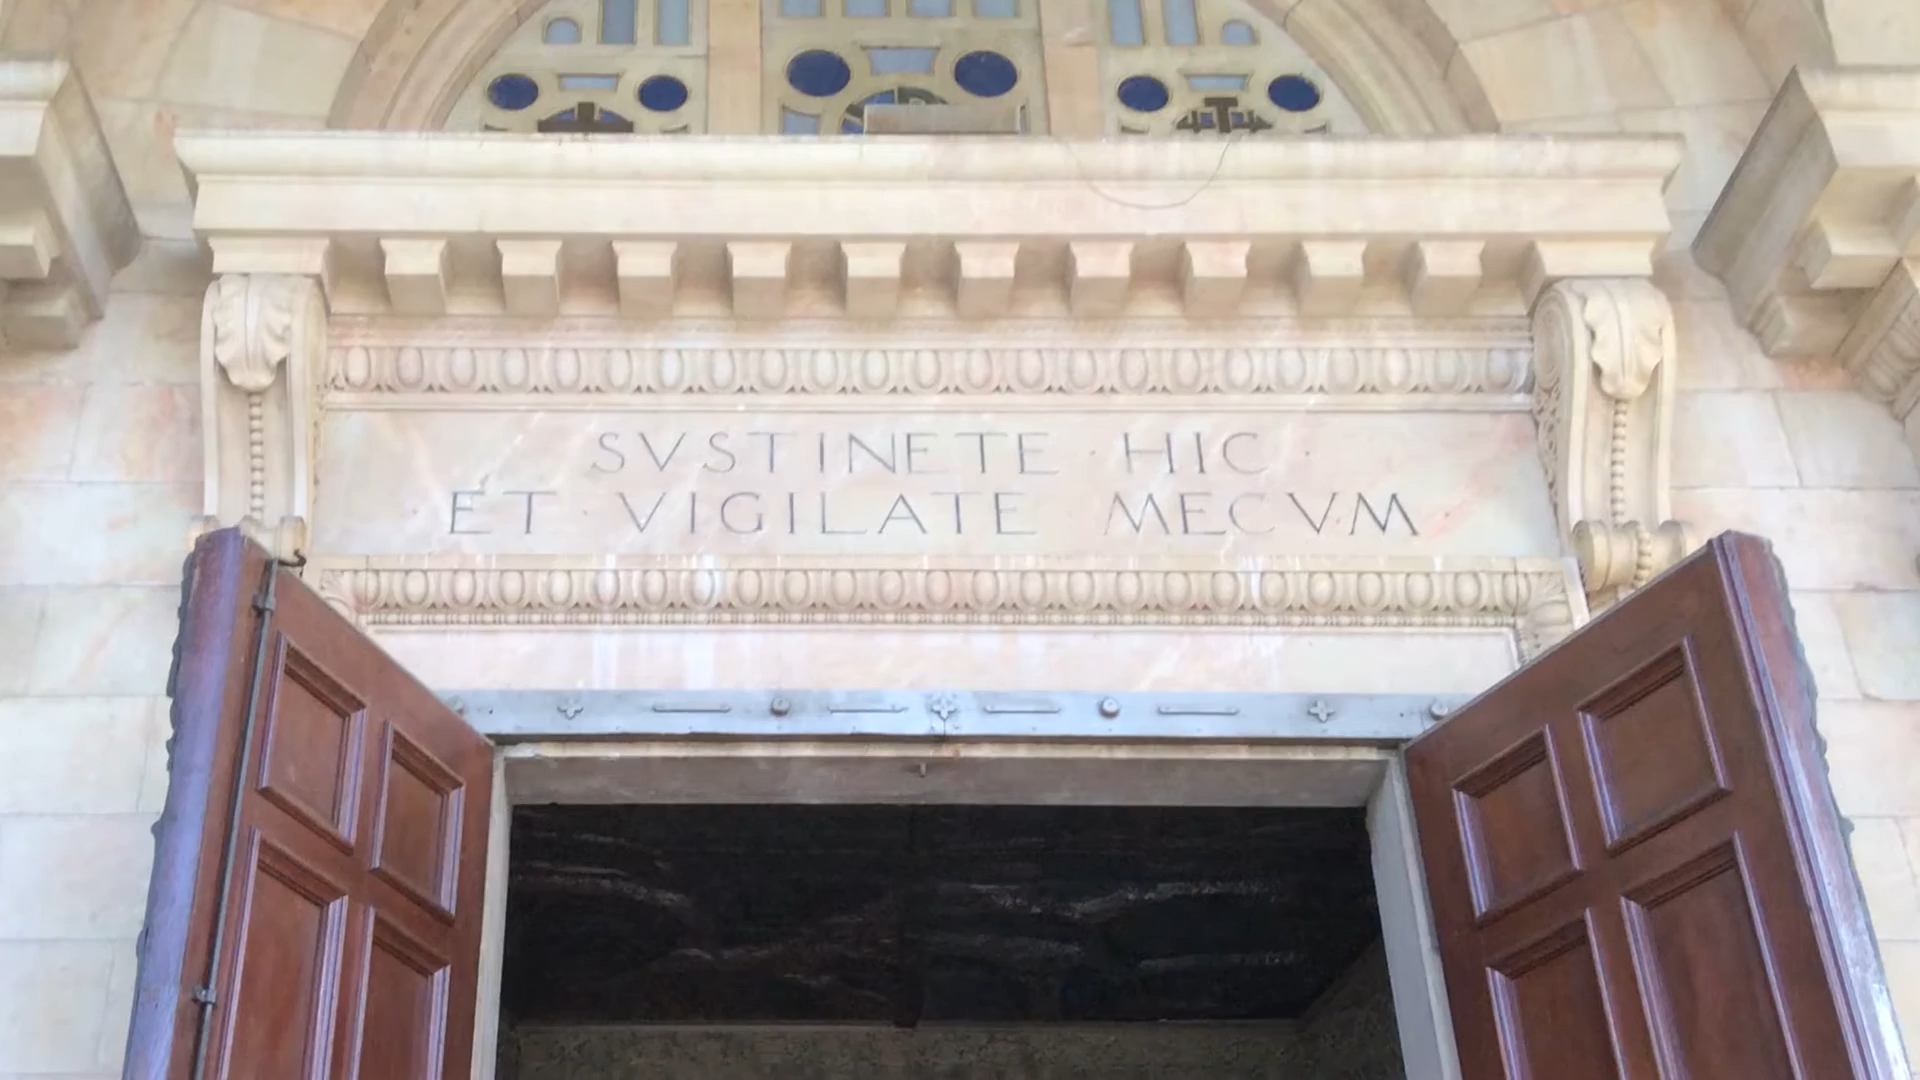 SVSTINETE · HIC ·
ET · VIGILATE MECVM